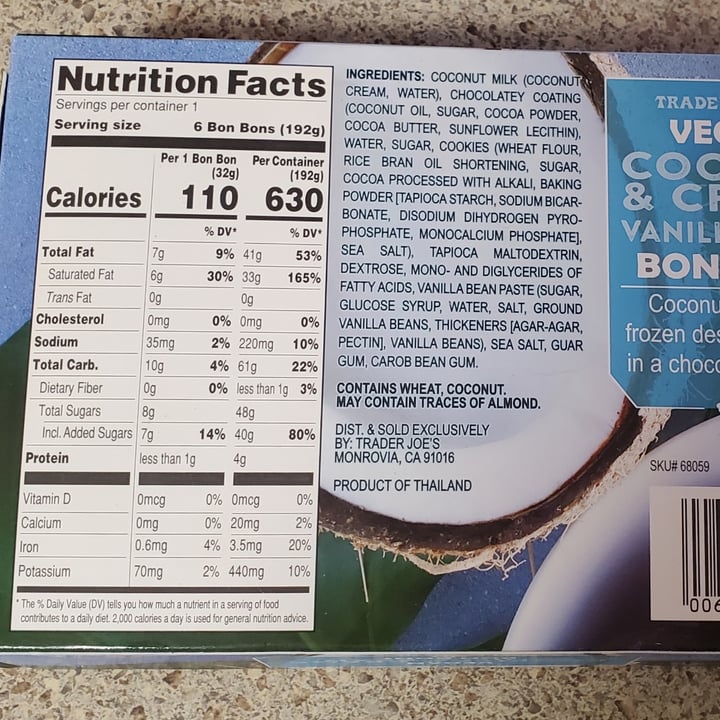 Nutrition Facts
Servings per container 1
Serving size 6 Bon Bons (192g)
Per 1 Bon Bon (32g) Per Container (192g)
Calories 110 630
% DV* % DV*
Total Fat 7g 9% 41g 53%
Saturated Fat 6g 30% 33g 165%
Trans Fat 0g 0g
Cholesterol 0mg 0% 0mg 0%
Sodium 35mg 2% 220mg 10%
Total Carb. 10g 4% 61g 22%
Dietary Fiber 0g 0% less than 1g 3%
Total Sugars 8g 48g
Incl. Added Sugars 7g 14% 40g 80%
Protein less than 1g 4g
Vitamin D 0mcg 0% 0mcg 0%
Calcium 0mg 0% 20mg 2%
Iron 0.6mg 4% 3.5mg 20%
Potassium 70mg 2% 440mg 10%
* The % Daily Value (DV) tells you how much a nutrient in a serving of food
contributes to a daily diet. 2,000 calories a day is used for general nutrition advice.
INGREDIENTS: COCONUT MILK (COCONUT
CREAM, WATER), CHOCOLATEY COATING
(COCONUT OIL, SUGAR, COCOA POWDER,
COCOA BUTTER, SUNFLOWER LECITHIN),
WATER, SUGAR, COOKIES (WHEAT FLOUR,
RICE BRAN OIL SHORTENING, SUGAR,
COCOA PROCESSED WITH ALKALI, BAKING
POWDER [TAPIOCA STARCH, SODIUM BICAR-
BONATE, DISODIUM DIHYDROGEN PYRO-
PHOSPHATE, MONOCALCIUM PHOSPHATE],
SEA SALT), TAPIOCA MALTODEXTRIN,
DEXTROSE, MONO- AND DIGLYCERIDES OF
FATTY ACIDS, VANILLA BEAN PASTE (SUGAR,
GLUCOSE SYRUP, WATER, SALT, GROUND
VANILLA BEANS, THICKENERS [AGAR-AGAR,
PECTIN], VANILLA BEANS), SEA SALT, GUAR
GUM, CAROB BEAN GUM.
CONTAINS WHEAT, COCONUT.
MAY CONTAIN TRACES OF ALMOND.
DIST. & SOLD EXCLUSIVELY
BY: TRADER JOE'S
MONROVIA, CA 91016
PRODUCT OF THAILAND
TRADE
VE
COC
& C
VANIL
BON
Coconu
frozen des
in a choco
SKU# 68059
006